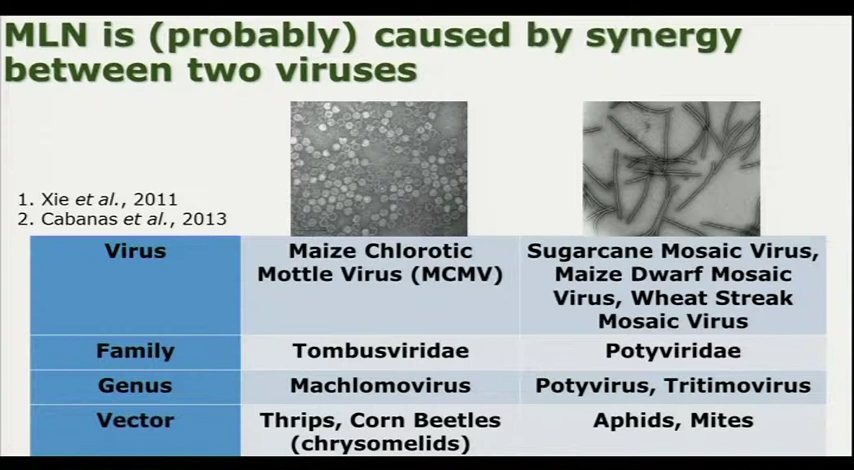 MLN is (probably) caused by synergy
between two viruses
1. Xie et al., 2011
2. Cabanas et al., 2013
Virus
Maize Chlorotic
Mottle Virus (MCMV)
Sugarcane Mosaic Virus,
Maize Dwarf Mosaic
Virus, Wheat Streak
Mosaic Virus
Family
Tombusviridae
Potyviridae
Genus
Machlomovirus
Potyvirus, Tritimovirus
Vector
Thrips, Corn Beetles
(chrysomelids)
Aphids, Mites